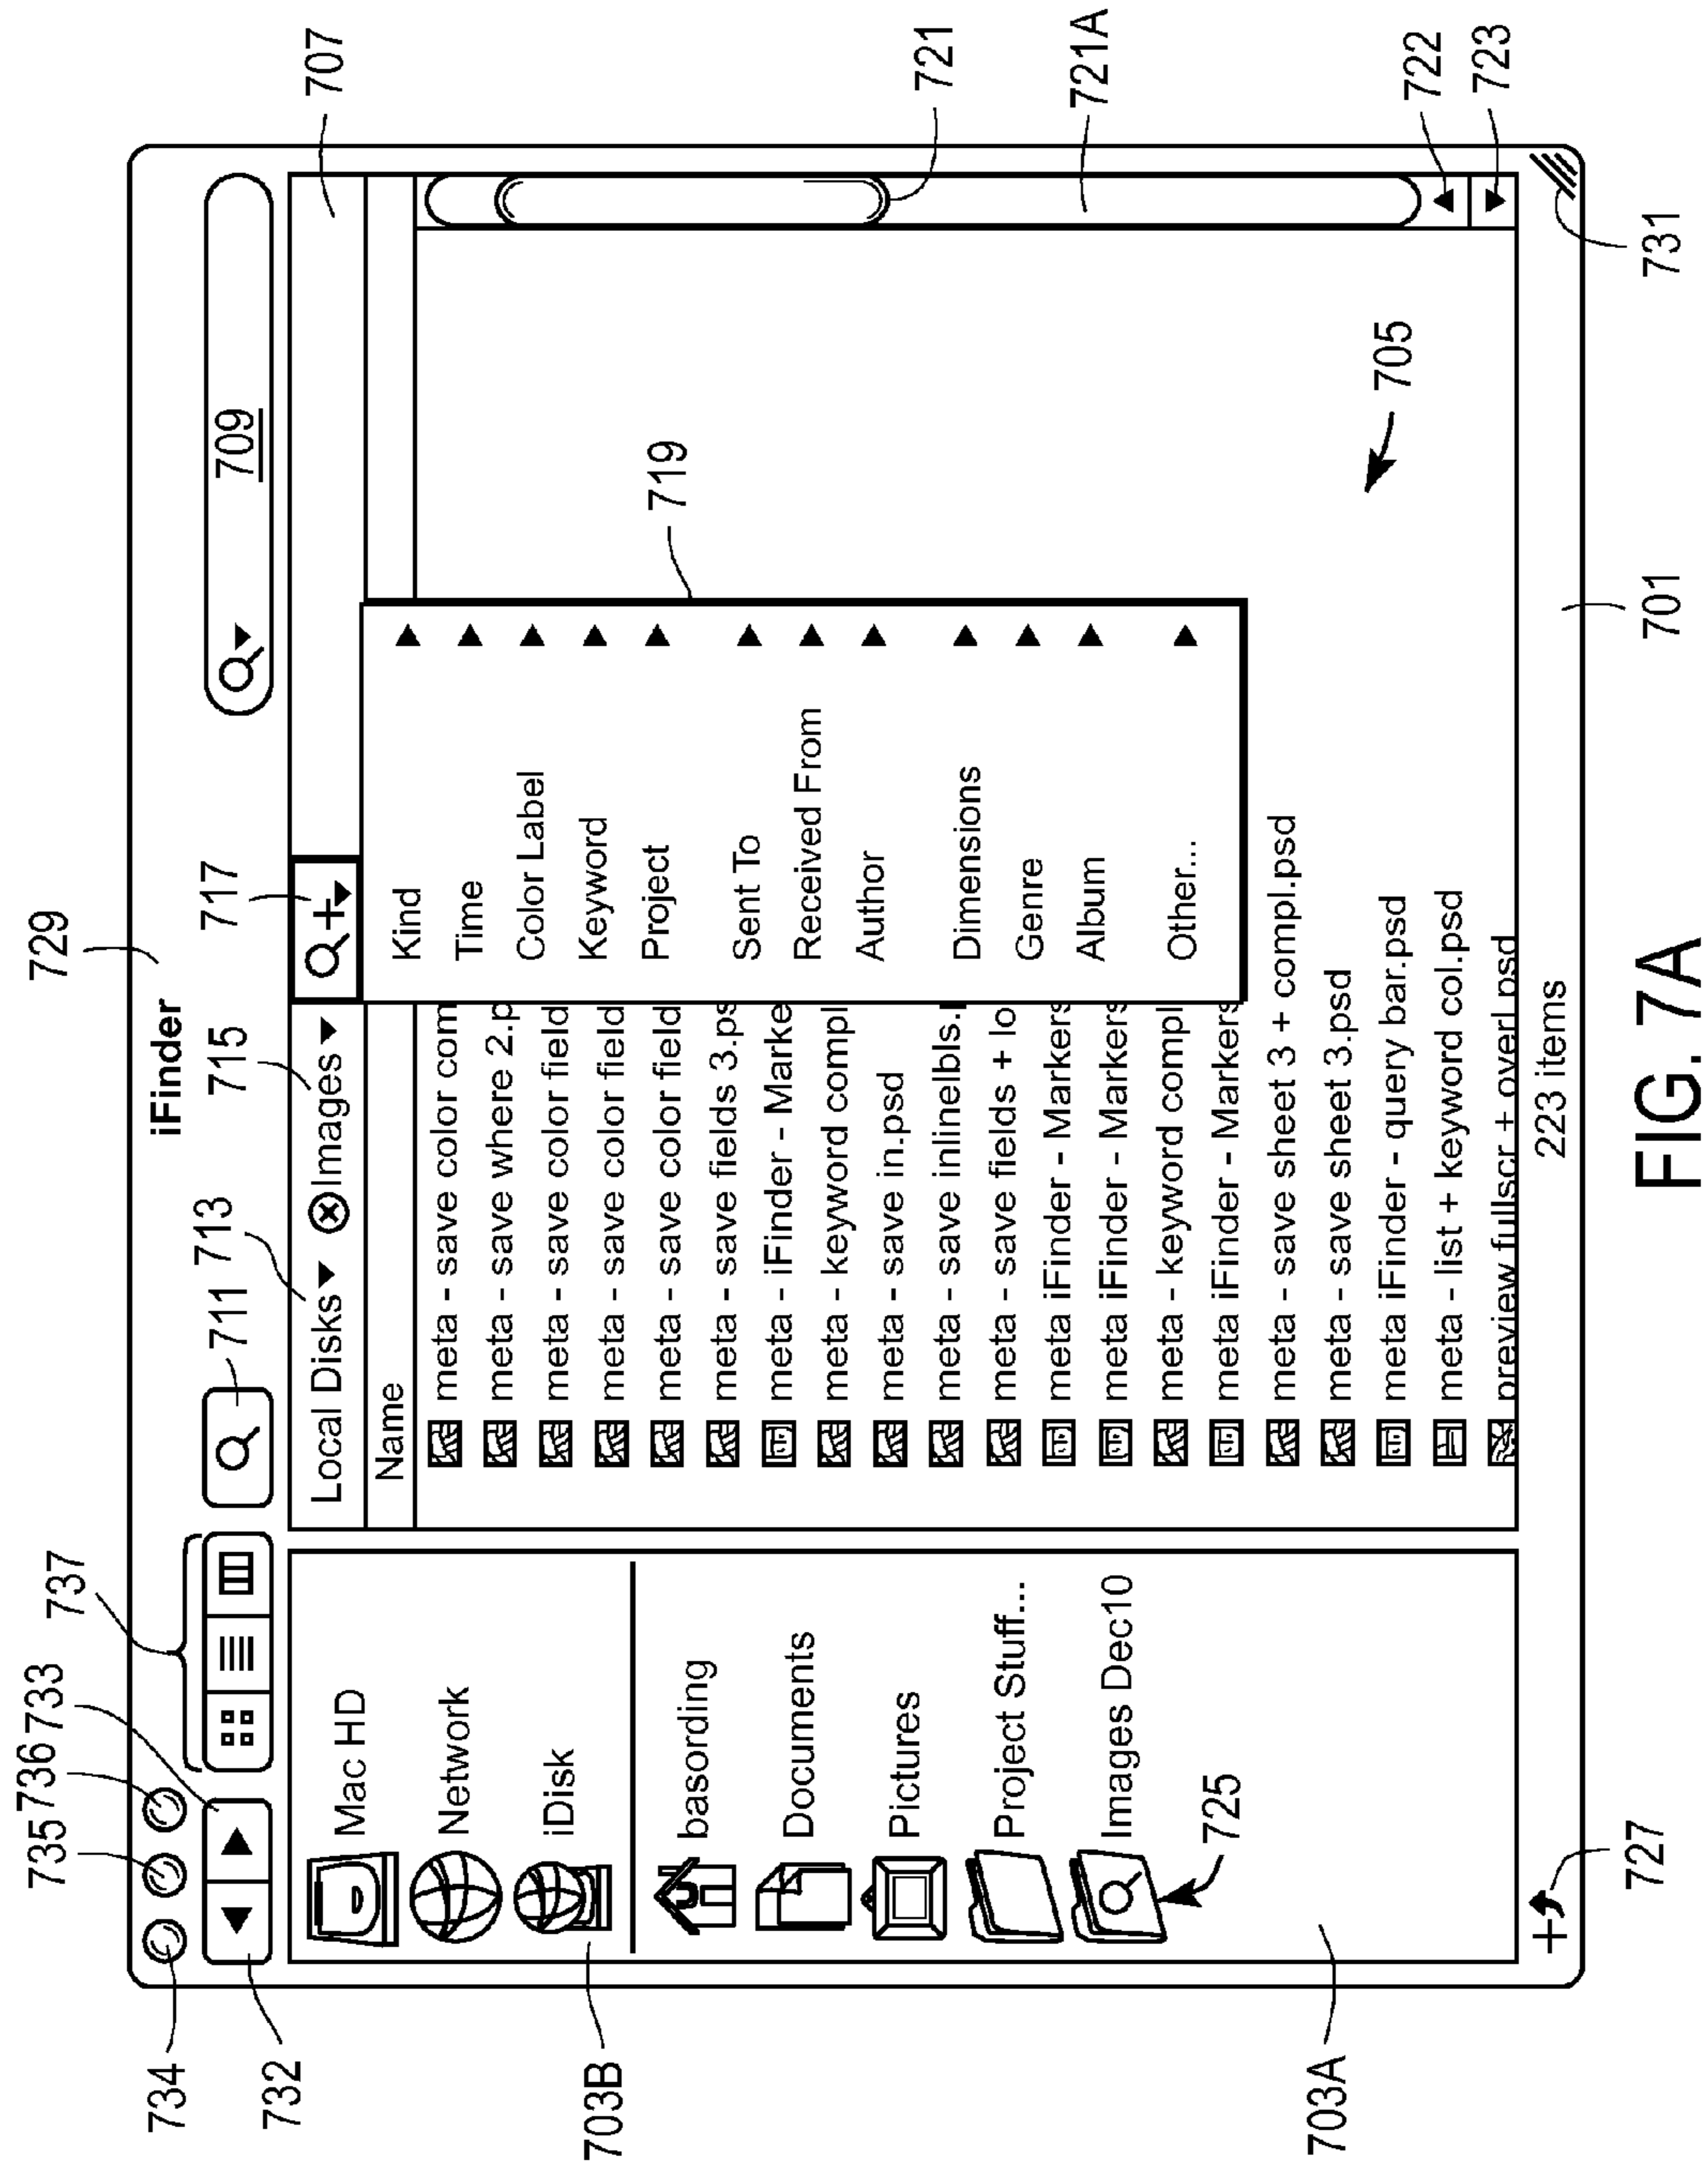 729
iFinder
734
735
736
733
737
711
713
715
717
709
707
732
Local Disks
Images
Name
Mac HD
Network
iDisk
703B
basording
Documents
Pictures
Project Stuff...
Images Dec10
725
703A
727
meta - save color com
meta - save where 2.p
meta - save color field
meta - save color field
meta - save color field
meta - save fields 3.ps
meta - iFinder - Marke
meta - keyword compl
meta - save in.psd
meta - save inlinelbls.
meta - save fields + lo
meta iFinder - Markers
meta iFinder - Markers
meta - keyword compl
meta iFinder - Markers
meta - save sheet 3 + compl.psd
meta - save sheet 3.psd
meta iFinder - query bar.psd
meta - list + keyword col.psd
preview fullscr + overl.psd
Kind
Time
Color Label
Keyword
Project
Sent To
Received From
Author
Dimensions
Genre
Album
Other...
719
705
721
721A
722
723
223 items
701
731
FIG. 7A